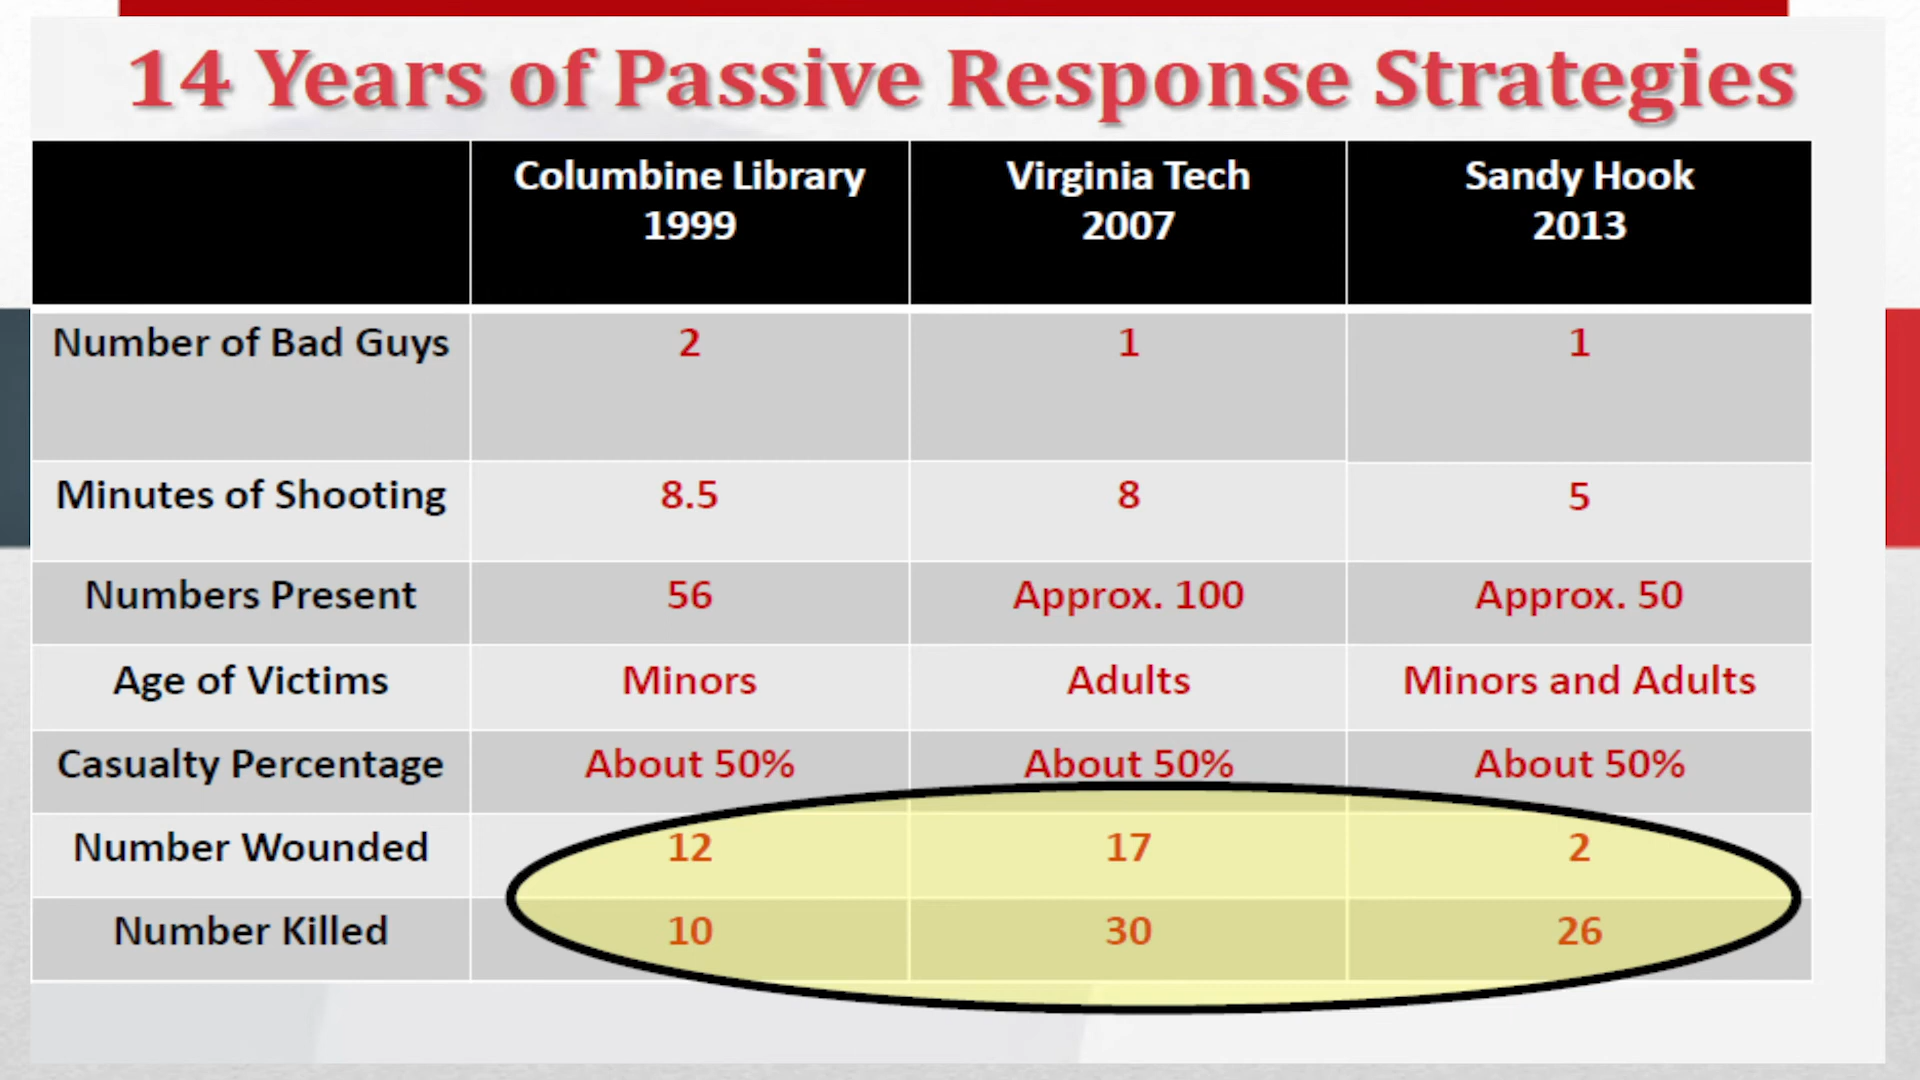 14 Years of Passive Response Strategies
Columbine Library 1999 Virginia Tech 2007 Sandy Hook 2013
Number of Bad Guys 2 1 1
Minutes of Shooting 8.5 8 5
Numbers Present 56 Approx. 100 Approx. 50
Age of Victims Minors Adults Minors and Adults
Casualty Percentage About 50% About 50% About 50%
Number Wounded 12 17 2
Number Killed 10 30 26